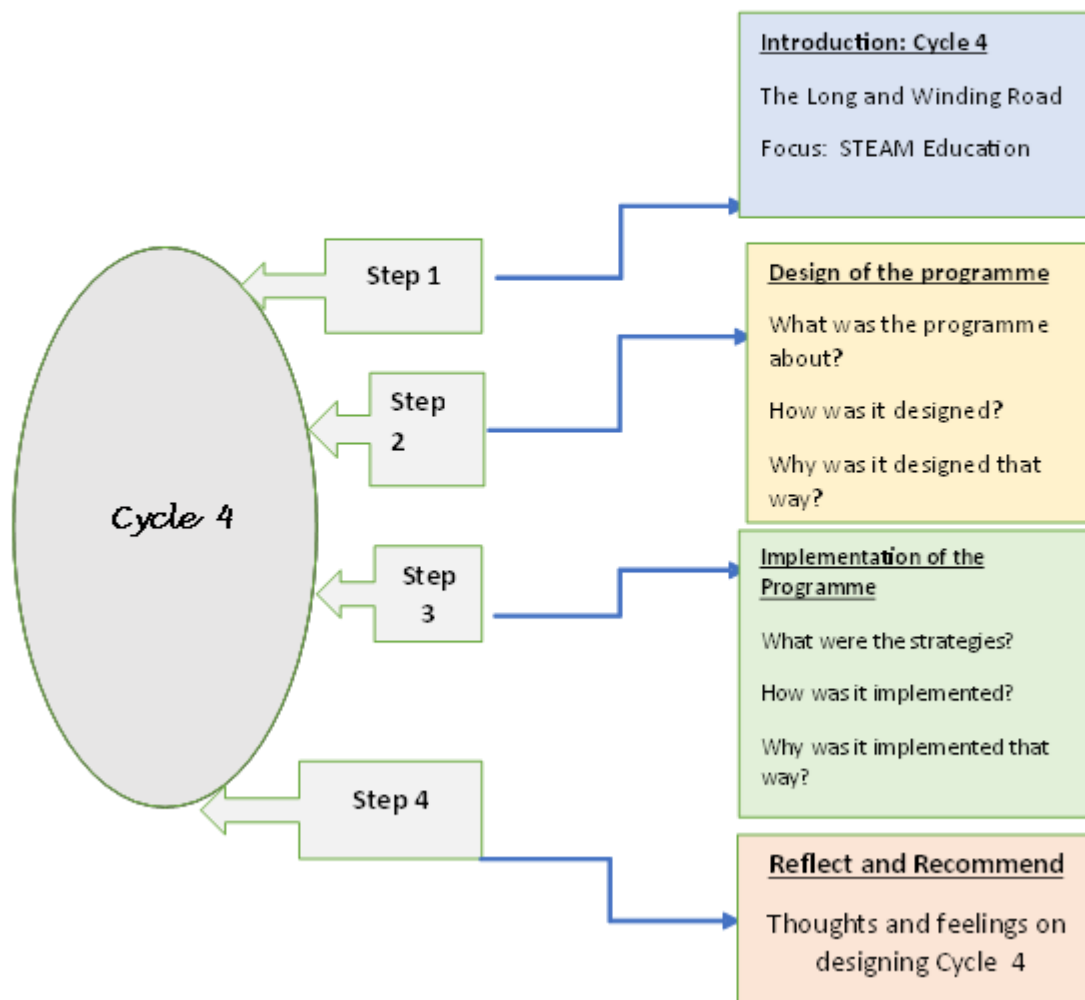 Introduction: Cycle 4
The Long and Winding Road
Focus: STEAM Education
Step 1
Design of the programme
What was the programme
about?
How was it designed?
Why was it designed that
way?
Step
2
Cycle 4
Implementation of the
Programme
What were the strategies?
How was it implemented?
Why was it implemented that
way?
Step
3
Step 4
Reflect and Recommend
Thoughts and feelings on
designing Cycle 4